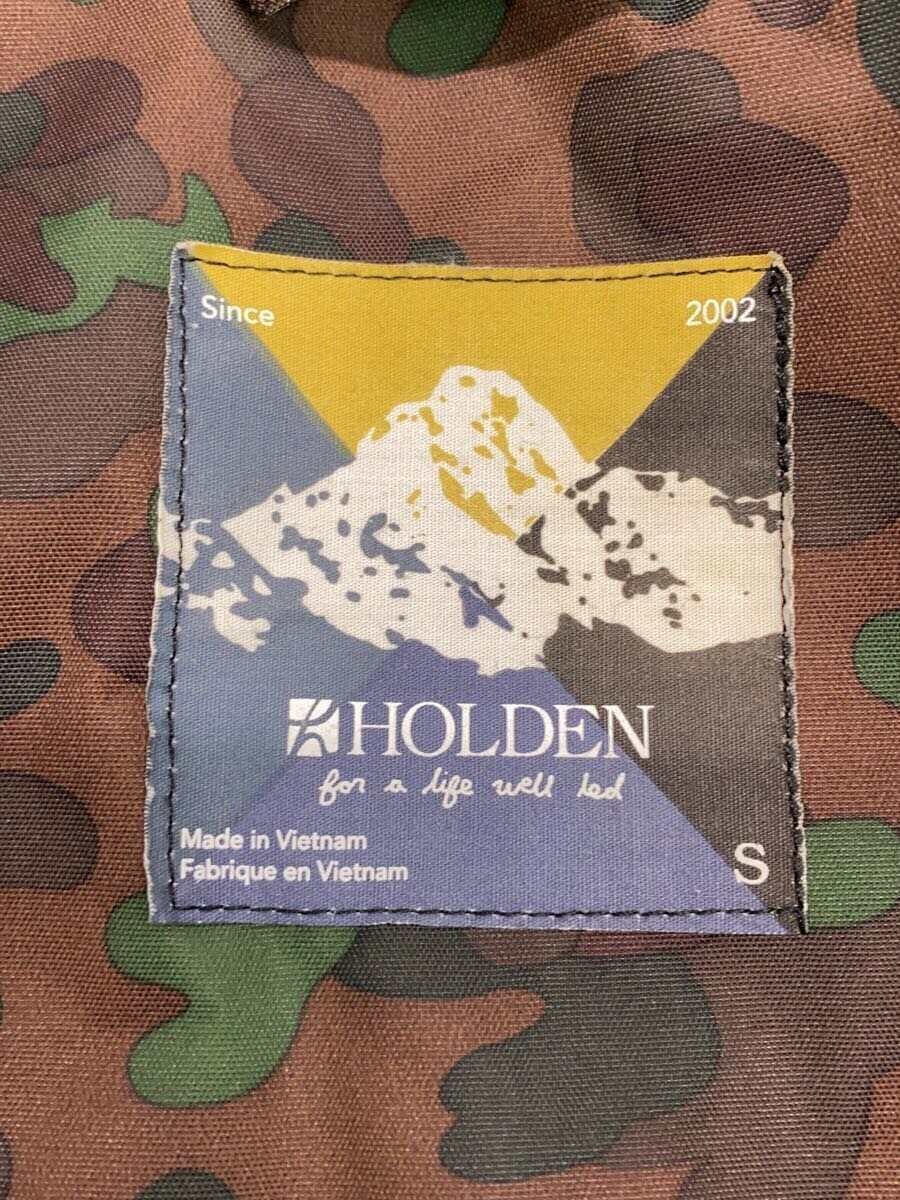 Since 2002
HOLDEN
for a life well led
Made in Vietnam
Fabrique en Vietnam
S